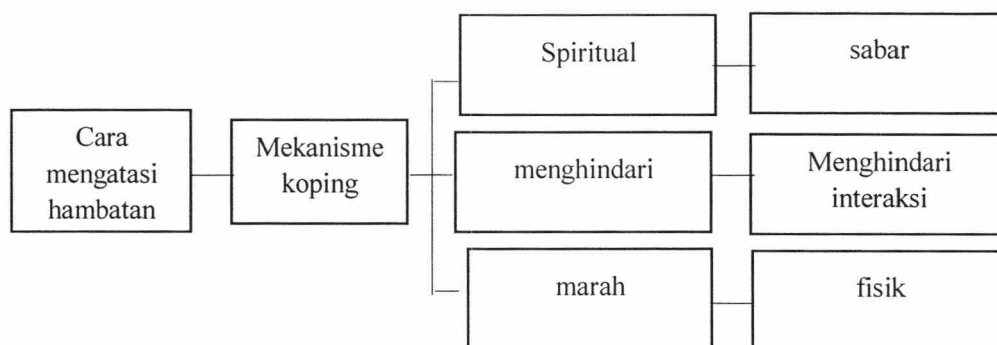 Cara
mengatasi
hambatan
Mekanisme
koping
Spiritual
sabar
menghindari
Menghindari
interaksi
marah
fisik